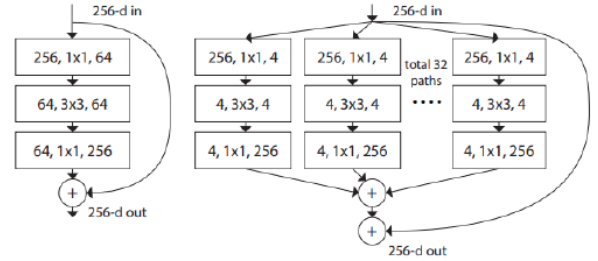 256-d in
256, 1x1, 64
64, 3x3, 64
64, 1x1, 256
+
256-d out
256-d in
256, 1x1, 4
256, 1x1, 4
total 32
paths
....
256, 1x1, 4
4, 3x3, 4
4, 3x3, 4
4, 3x3, 4
4, 1x1, 256
4, 1x1, 256
4, 1x1, 256
+
+
256-d out